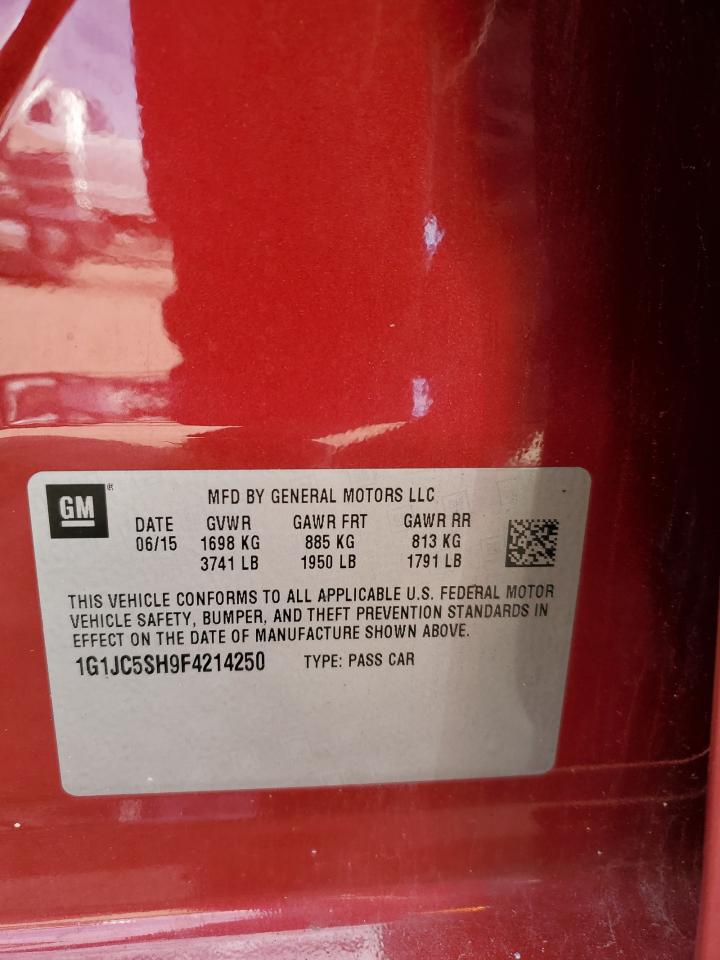 GM®
MFD BY GENERAL MOTORS LLC
DATE GVWR GAWR FRT GAWR RR
06/15 1698 KG 885 KG 813 KG
3741 LB 1950 LB 1791 LB
THIS VEHICLE CONFORMS TO ALL APPLICABLE U.S. FEDERAL MOTOR
VEHICLE SAFETY, BUMPER, AND THEFT PREVENTION STANDARDS IN
EFFECT ON THE DATE OF MANUFACTURE SHOWN ABOVE.
1G1JC5SH9F4214250 TYPE: PASS CAR